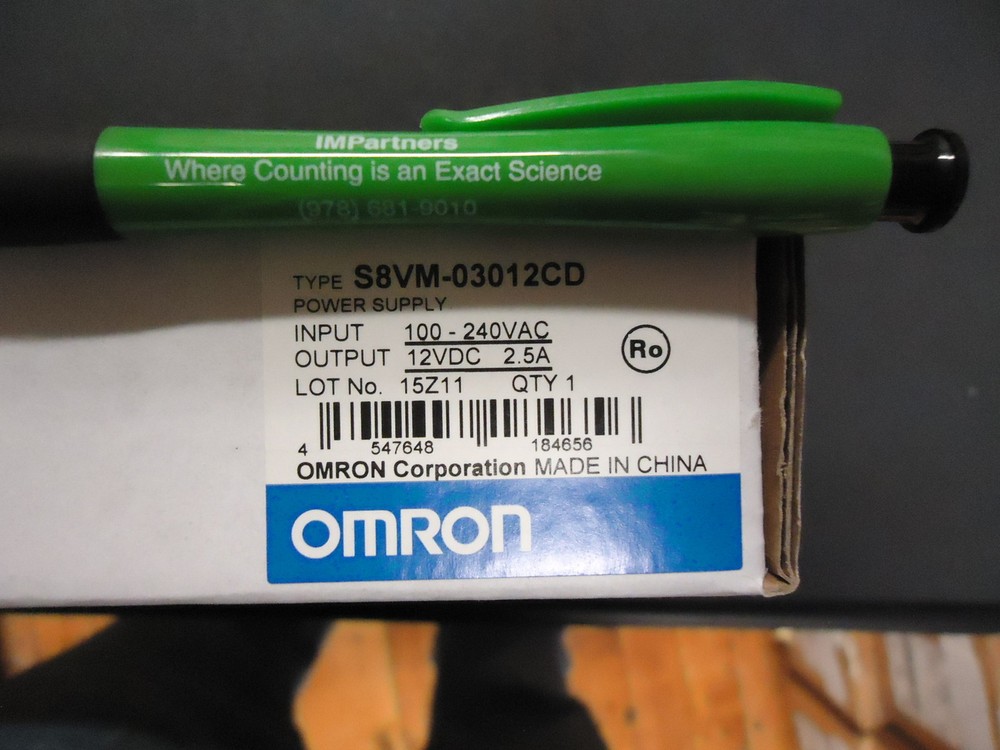 IMPartners
Where Counting is an Exact Science
(978) 681-9010
TYPE S8VM-03012CD
POWER SUPPLY
INPUT 100 - 240VAC
OUTPUT 12VDC 2.5A
Ro
LOT No. 15Z11 QTY 1
4 547648 184656
OMRON Corporation MADE IN CHINA
OMRON